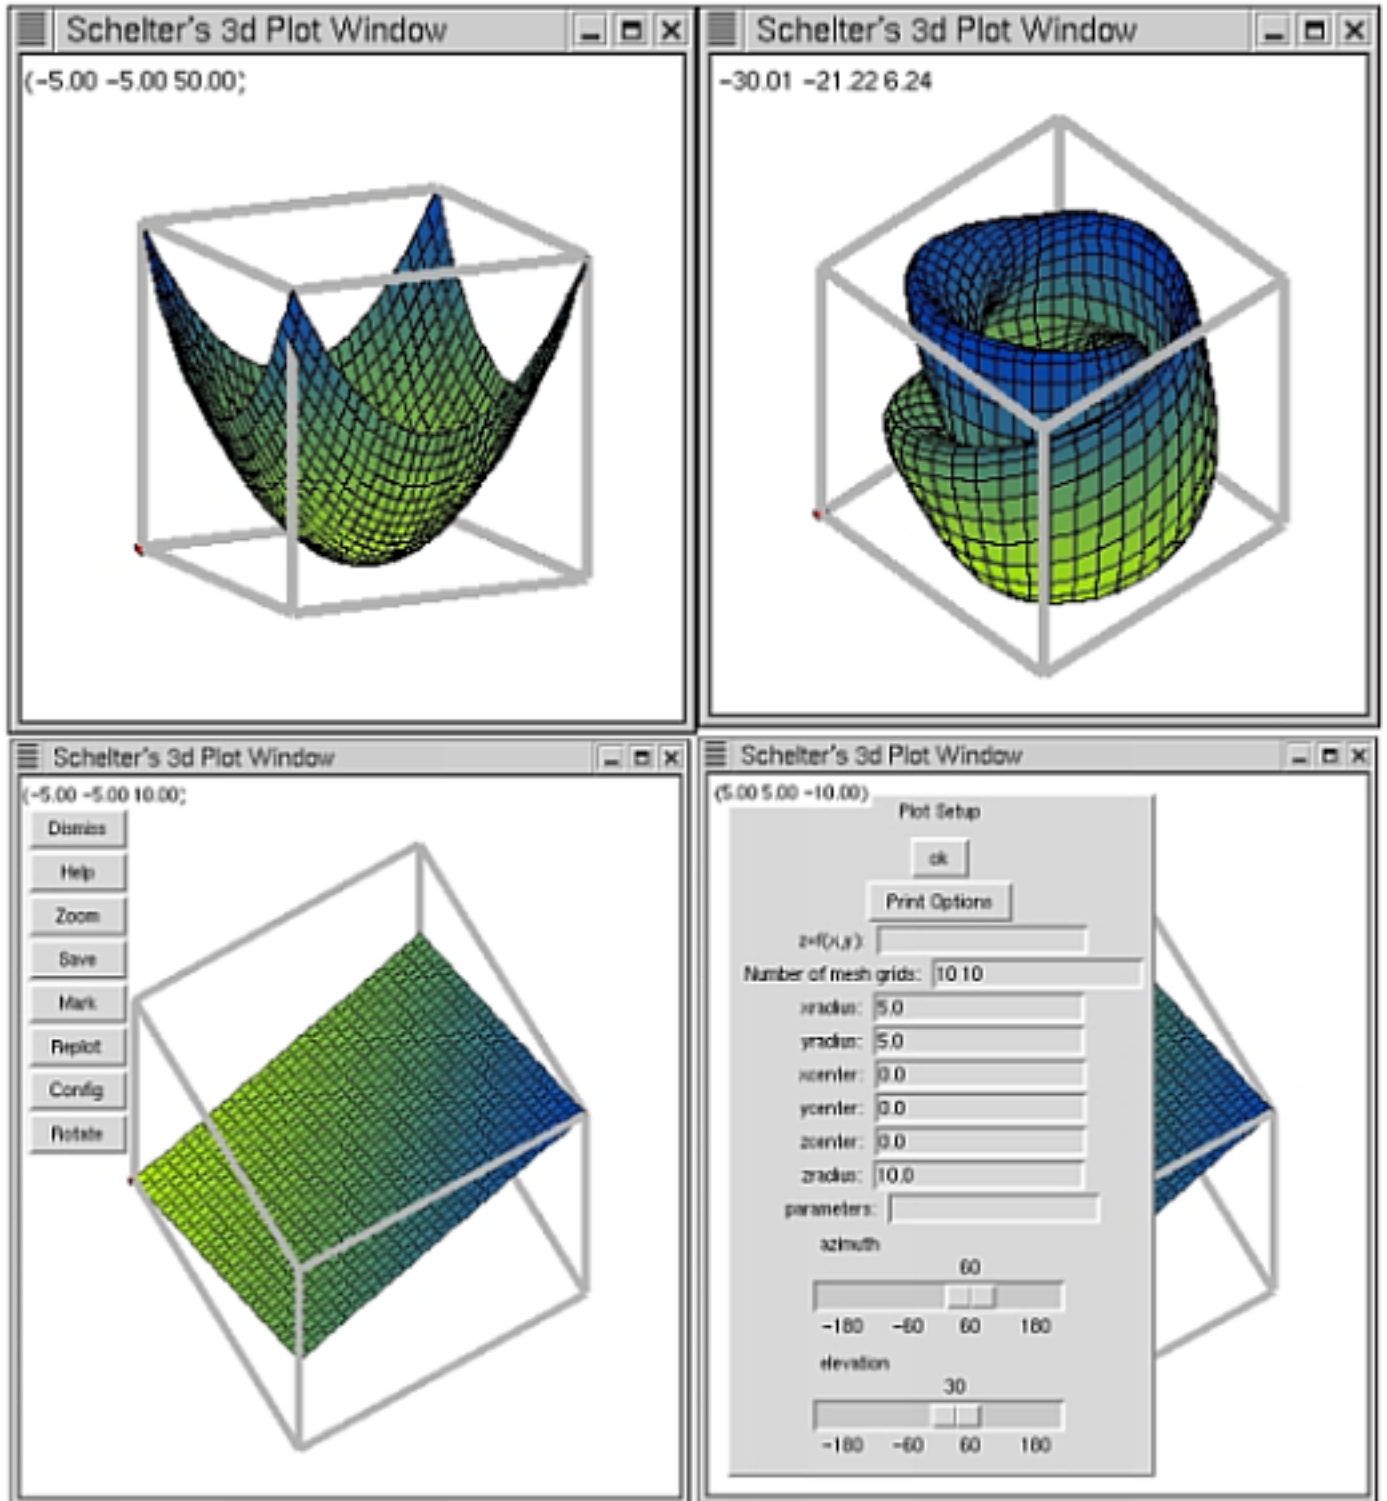 Schelter's 3d Plot Window
(-5.00 -5.00 50.00;
Schelter's 3d Plot Window
-30.01 -21.22 6.24
Schelter's 3d Plot Window
(-5.00 -5.00 10.00;
Dismiss
Help
Zoom
Save
Mark
Replot
Config
Rotate
Schelter's 3d Plot Window
(5.00 5.00 -10.00)
Plot Setup
ok
Print Options
z=f(x,y):
Number of mesh grids: 10 10
xradius: 5.0
yradius: 5.0
xcenter: 0.0
ycenter: 0.0
zcenter: 0.0
zradius: 10.0
parameters:
azimuth
60
-180 -60 60 180
elevation
30
-180 -60 60 180